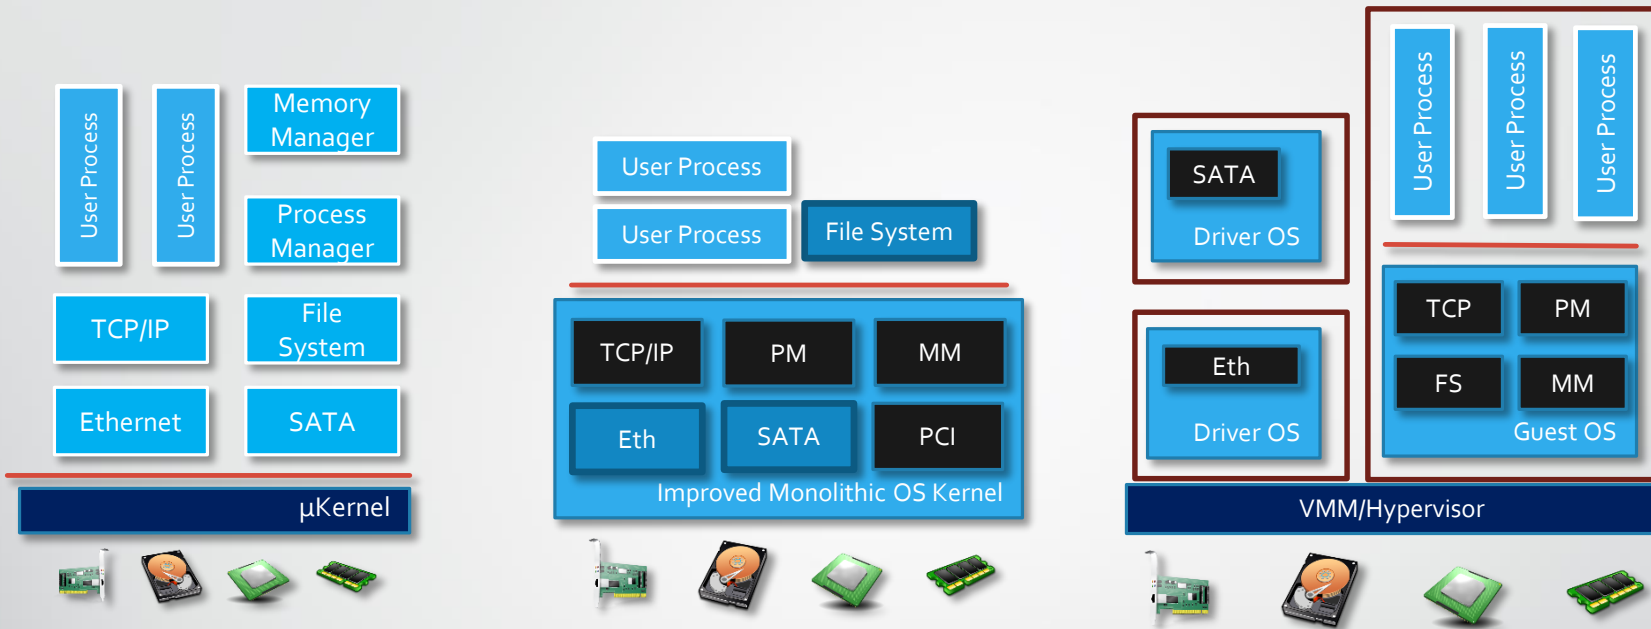 User Process
User Process
Memory
Manager
Process
Manager
TCP/IP
File
System
Ethernet
SATA
μKernel
User Process
User Process
File System
TCP/IP
PM
MM
Eth
SATA
PCI
Improved Monolithic OS Kernel
SATA
Driver OS
Eth
Driver OS
User Process
User Process
User Process
TCP
PM
FS
MM
Guest OS
VMM/Hypervisor